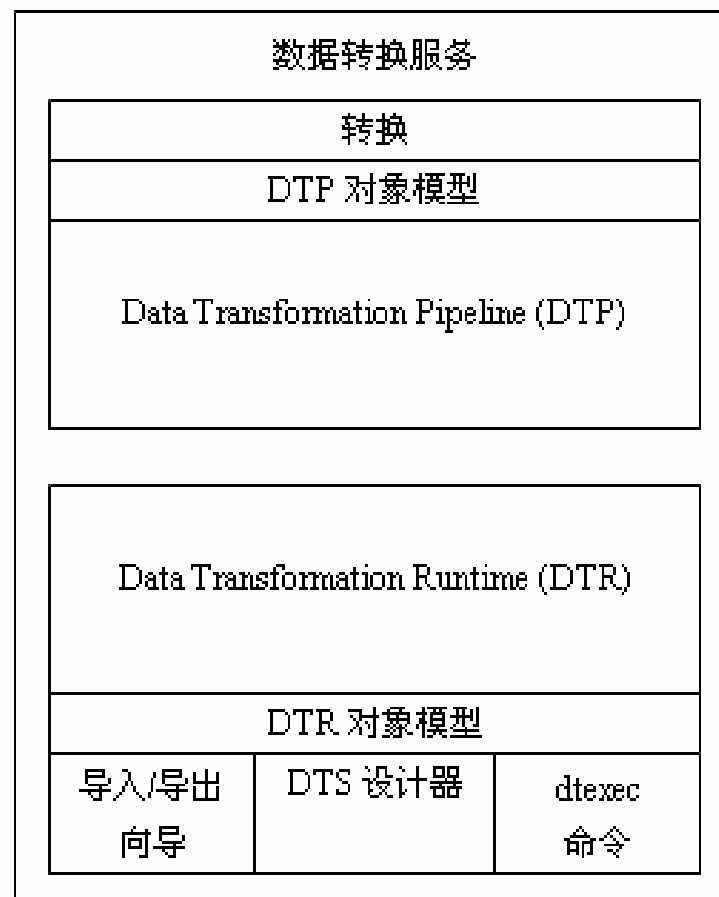 数据转换服务
转换
DTP 对象模型
Data Transformation Pipeline (DTP)
Data Transformation Runtime (DTR)
DTR 对象模型
导入/导出
向导
DTS 设计器
dtexec
命令